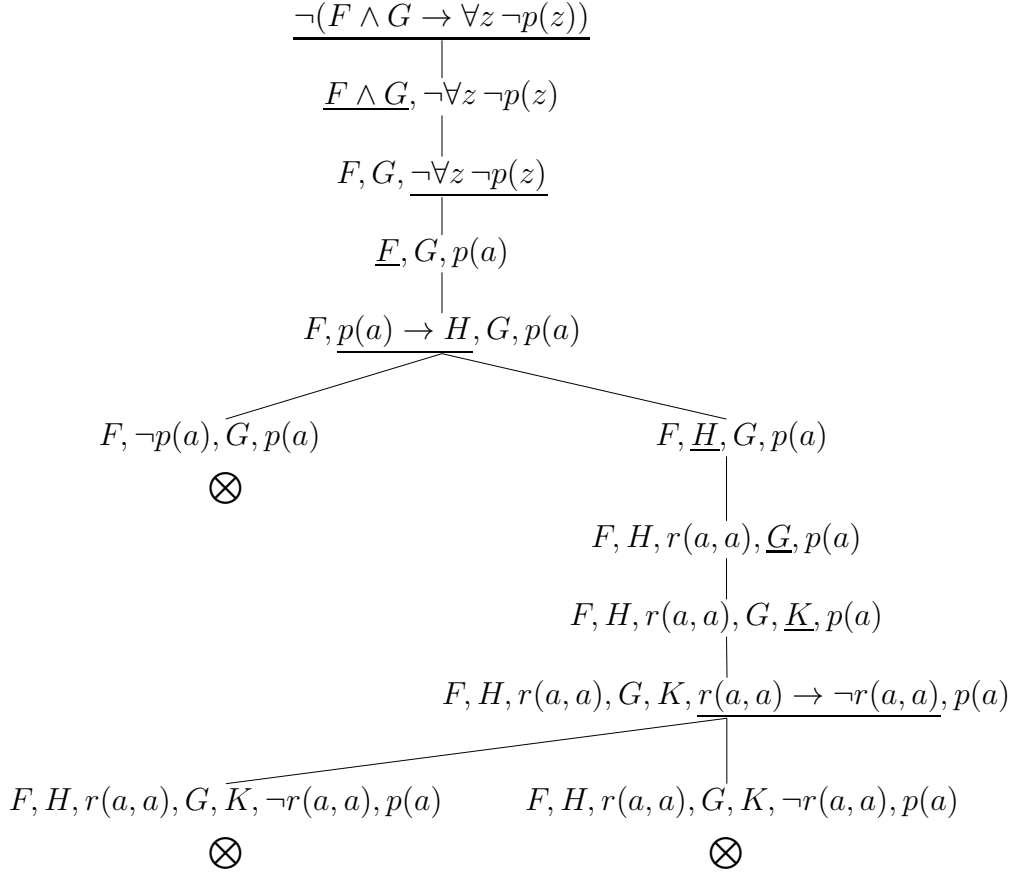 ¬(F ∧ G → ∀z ¬p(z))
F ∧ G, ¬∀z ¬p(z)
F, G, ¬∀z ¬p(z)
F, G, p(a)
F, p(a) → H, G, p(a)
F, ¬p(a), G, p(a)
F, H, G, p(a)
⊗
F, H, r(a, a), G, p(a)
F, H, r(a, a), G, K, p(a)
F, H, r(a, a), G, K, r(a, a) → ¬r(a, a), p(a)
F, H, r(a, a), G, K, ¬r(a, a), p(a)
F, H, r(a, a), G, K, ¬r(a, a), p(a)
⊗
⊗